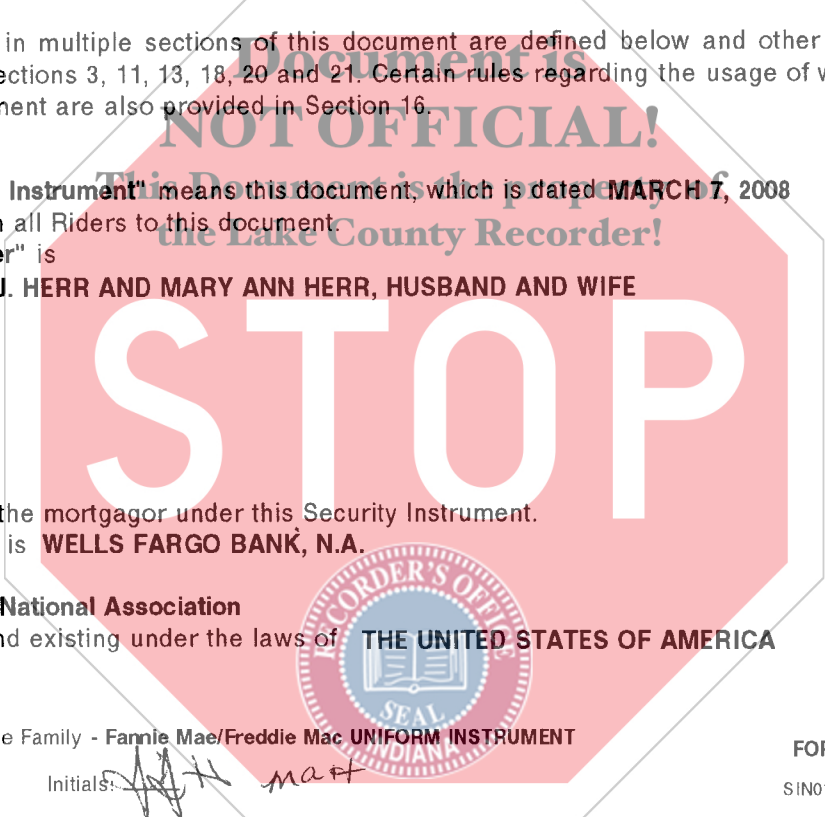 in multiple sections of this document are defined below and other
ections 3, 11, 13, 18, 20 and 21. Certain rules regarding the usage of w
ment are also provided in Section 16.
Document is
NOT OFFICIAL!
This Document is the property of
the Lake County Recorder!
Instrument" means this document, which is dated MARCH 7, 2008
all Riders to this document.
er" is
J. HERR AND MARY ANN HERR, HUSBAND AND WIFE
STOP
the mortgagor under this Security Instrument.
is WELLS FARGO BANK, N.A.
National Association
nd existing under the laws of THE UNITED STATES OF AMERICA
RECORDER'S OFFICE
SEAL
INDIANA
e Family - Fannie Mae/Freddie Mac UNIFORM INSTRUMENT
FOR
Initials:
SIN01